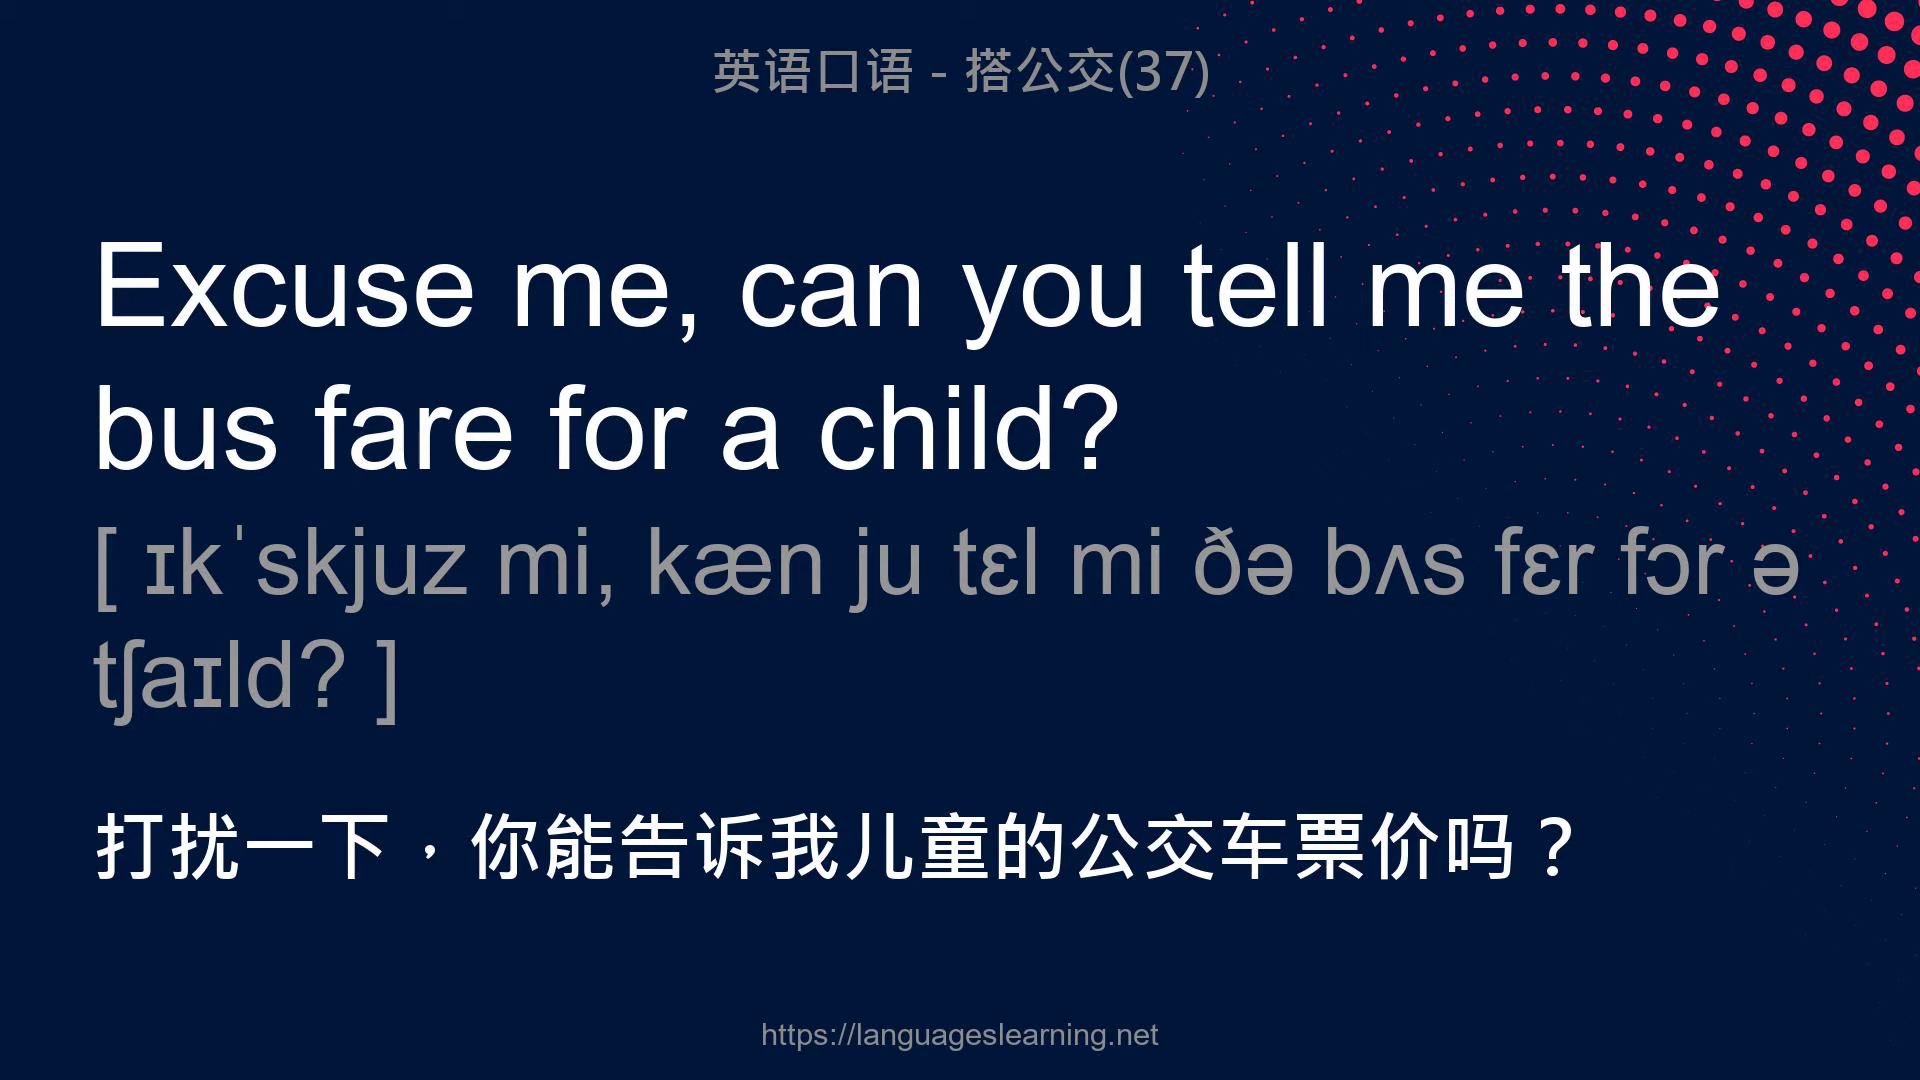 英语口语 - 搭公交(37)
Excuse me, can you tell me the
bus fare for a child?
[ ɪkˈskjuz mi, kæn ju tɛl mi ðə bʌs fɛr fɔr ə
tʃaɪld? ]
打扰一下，你能告诉我儿童的公交车票价吗？
https://languageslearning.net